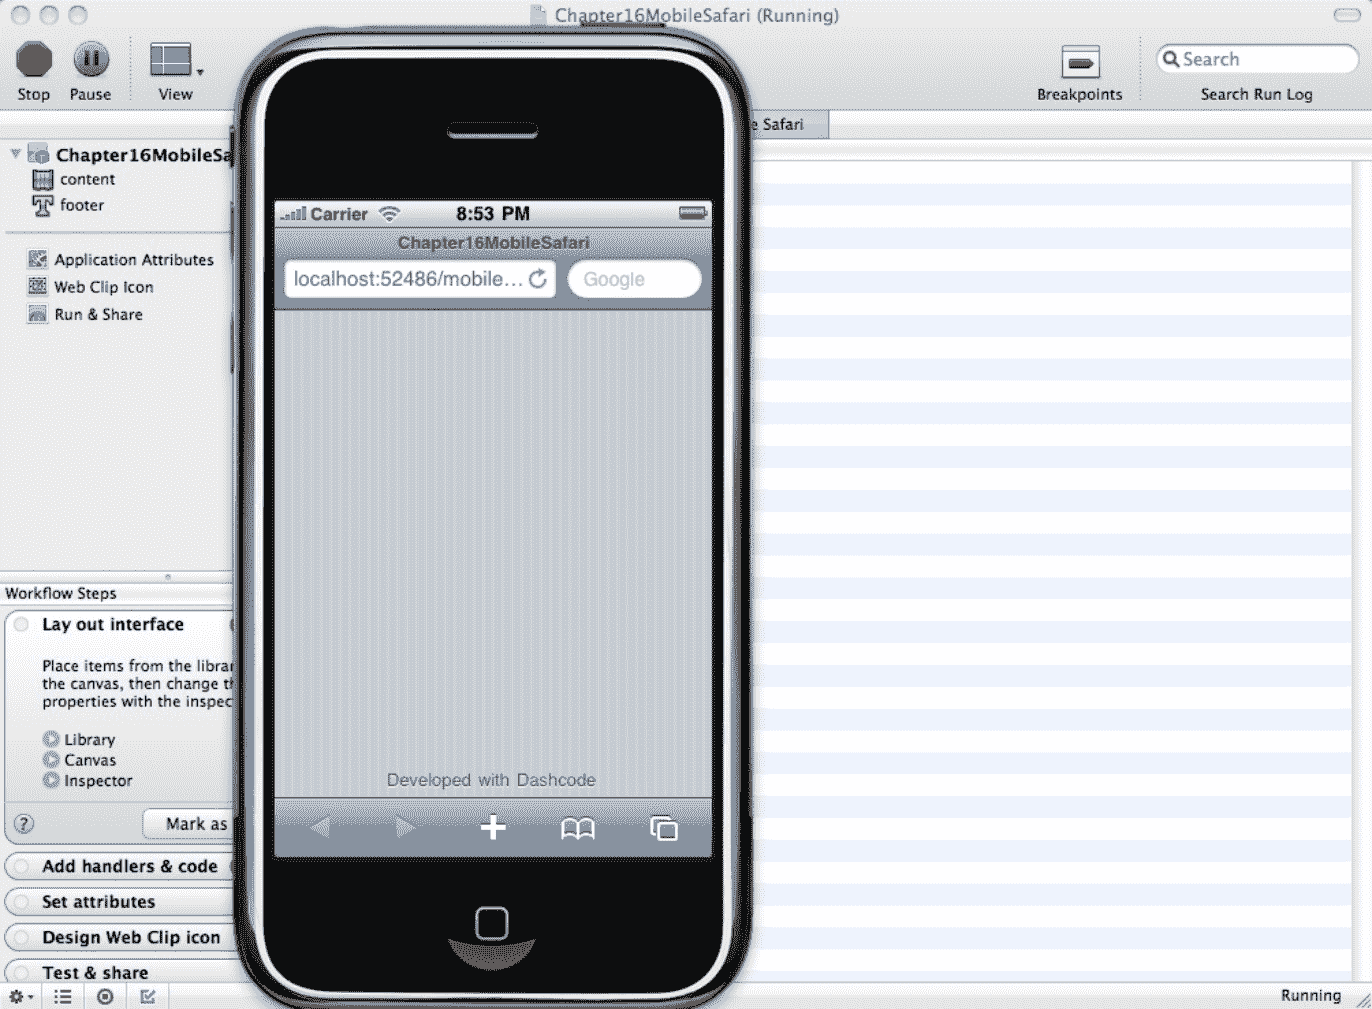 Chapter16MobileSafari (Running)
Stop
Pause
View
Breakpoints
Search
Search Run Log
e Safari
Chapter16MobileSa
content
footer
Application Attributes
Web Clip Icon
Run & Share
Carrier
8:53 PM
Chapter16MobileSafari
localhost:52486/mobile...
Google
Developed with Dashcode
Workflow Steps
Lay out interface
Place items from the librar
the canvas, then change th
properties with the inspec
Library
Canvas
Inspector
?
Mark as
Add handlers & code
Set attributes
Design Web Clip icon
Test & share
Running